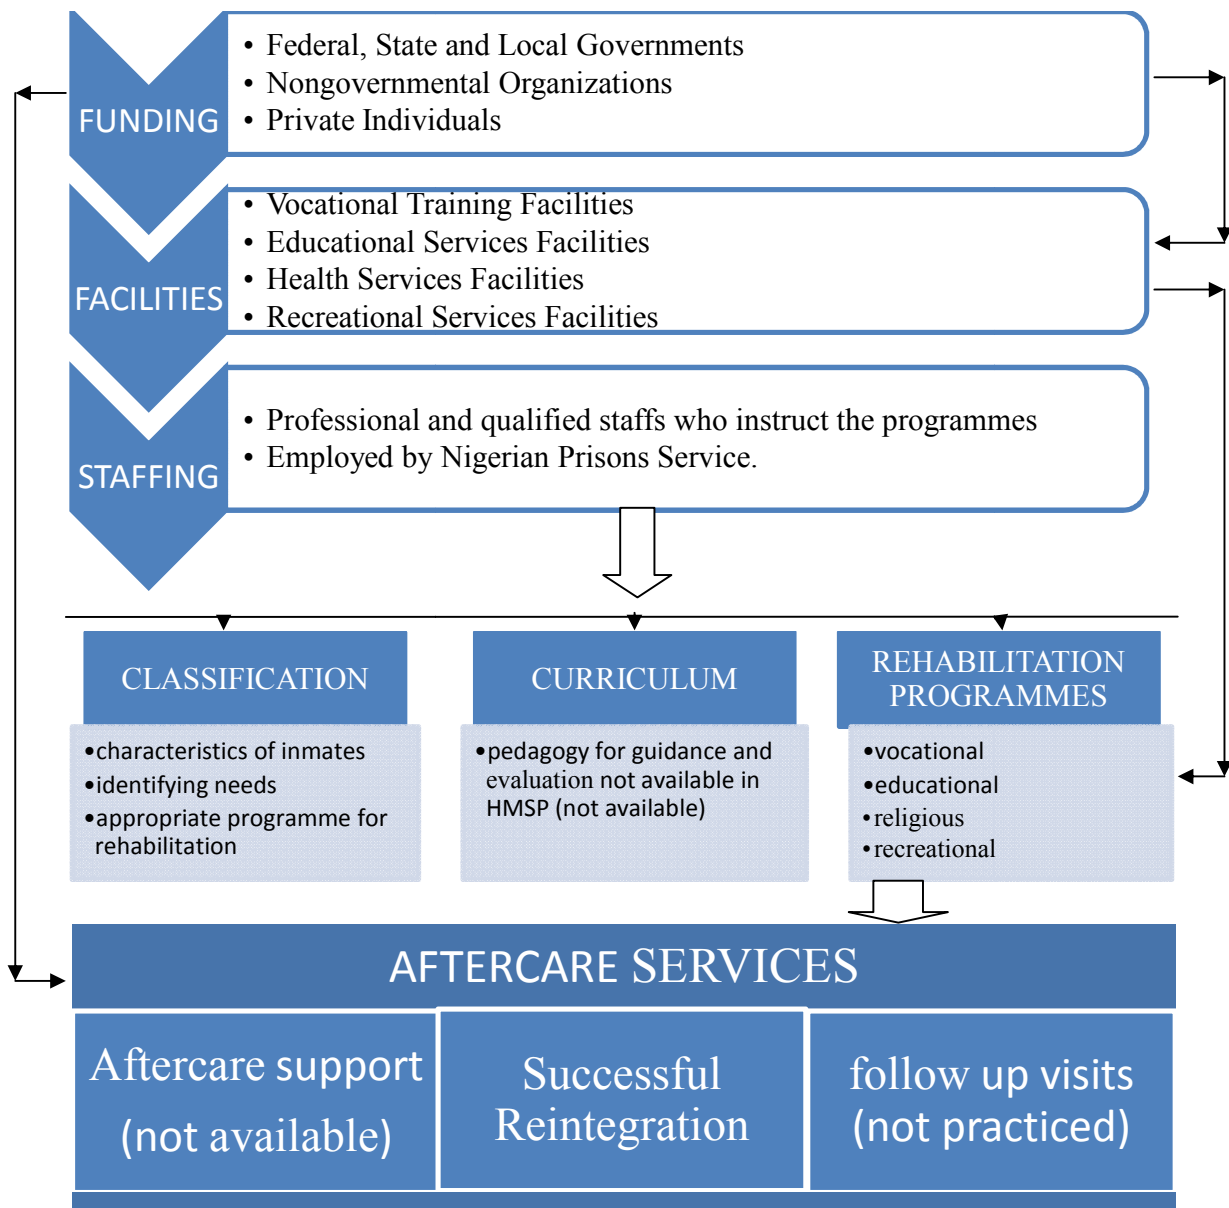 FUNDING
• Federal, State and Local Governments
• Nongovernmental Organizations
• Private Individuals
FACILITIES
• Vocational Training Facilities
• Educational Services Facilities
• Health Services Facilities
• Recreational Services Facilities
STAFFING
• Professional and qualified staffs who instruct the programmes
• Employed by Nigerian Prisons Service.
CLASSIFICATION
•characteristics of inmates
•identifying needs
•appropriate programme for
rehabilitation
CURRICULUM
•pedagogy for guidance and
evaluation not available in
HMSP (not available)
REHABILITATION
PROGRAMMES
•vocational
•educational
•religious
•recreational
AFTERCARE SERVICES
Aftercare support
(not available)
Successful
Reintegration
follow up visits
(not practiced)